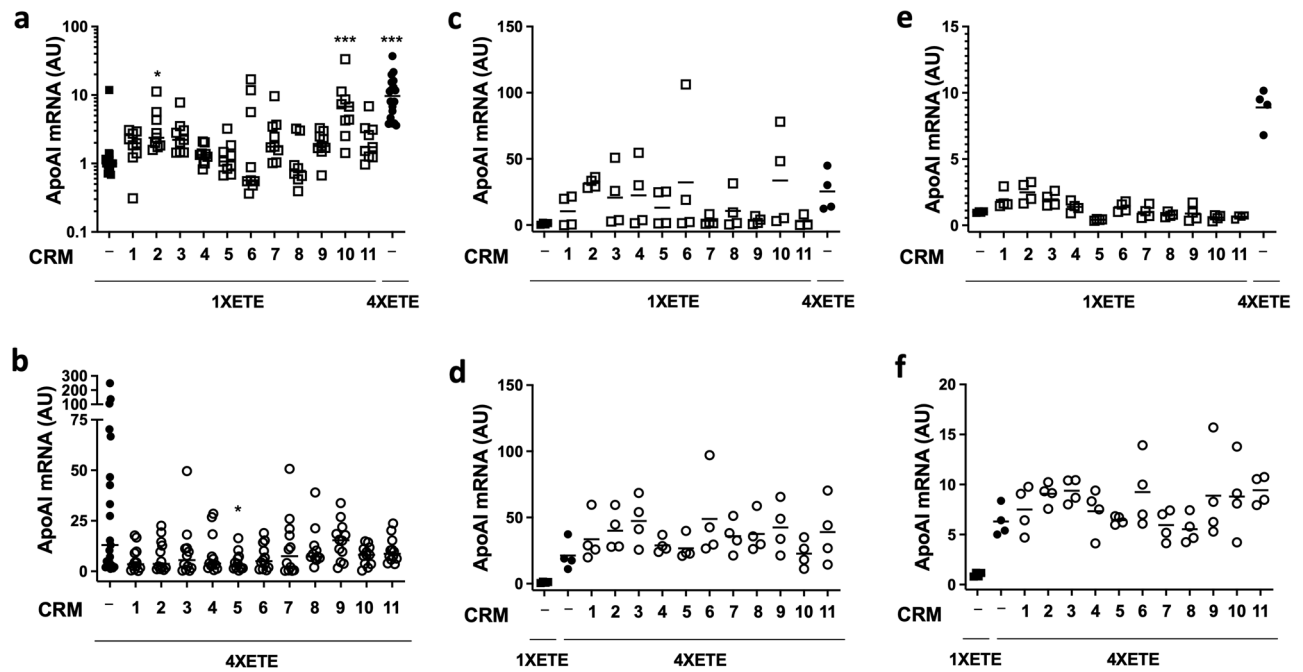 a
ApoAI mRNA (AU)
100
10
1
0.1
* *** ***
CRM – 1 2 3 4 5 6 7 8 9 10 11 –
1XETE 4XETE
c
ApoAI mRNA (AU)
150
100
50
0
CRM – 1 2 3 4 5 6 7 8 9 10 11 –
1XETE 4XETE
e
ApoAI mRNA (AU)
15
10
5
0
CRM – 1 2 3 4 5 6 7 8 9 10 11 –
1XETE 4XETE
b
ApoAI mRNA (AU)
300
200
100
75
50
25
0
*
CRM – 1 2 3 4 5 6 7 8 9 10 11
4XETE
d
ApoAI mRNA (AU)
150
100
50
0
CRM – – 1 2 3 4 5 6 7 8 9 10 11
1XETE 4XETE
f
ApoAI mRNA (AU)
20
15
10
5
0
CRM – – 1 2 3 4 5 6 7 8 9 10 11
1XETE 4XETE